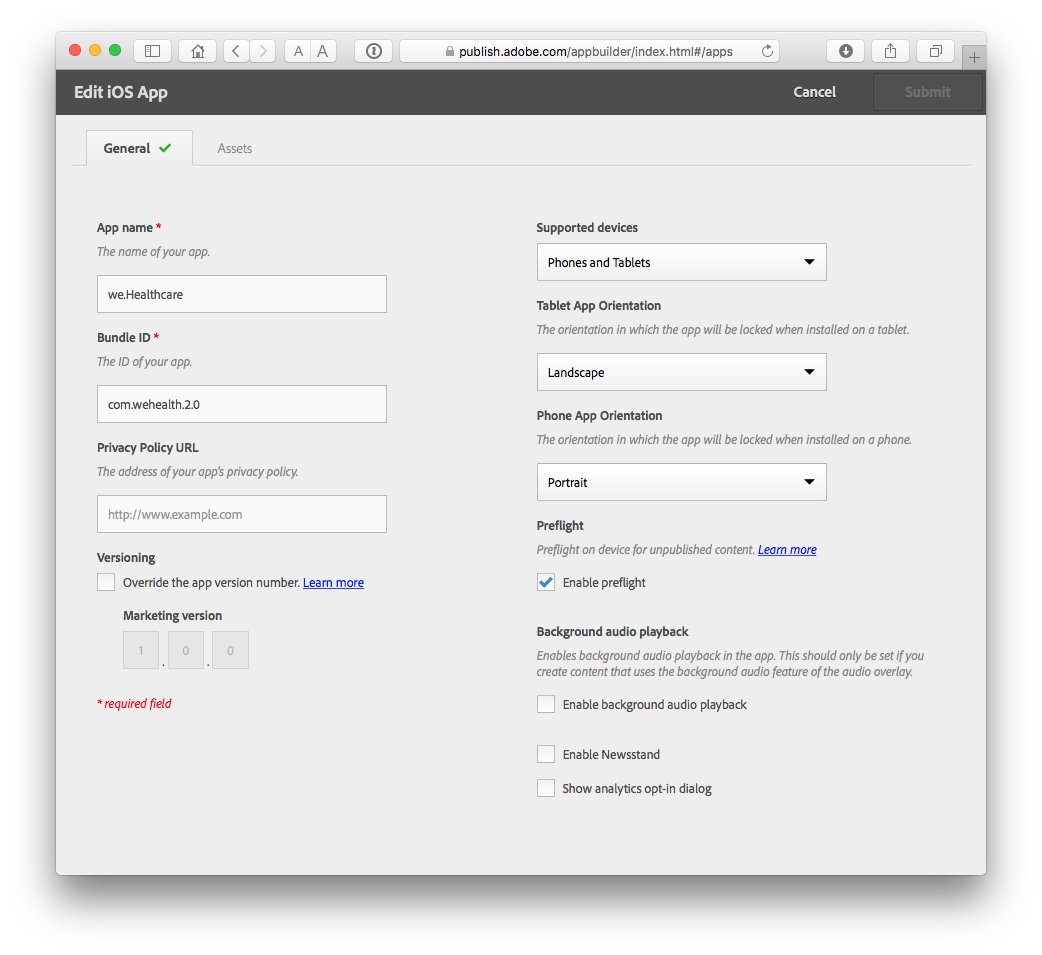 A A
publish.adobe.com/appbuilder/index.html#/apps
Edit iOS App
Cancel
Submit
General
Assets
App name *
The name of your app.
we.Healthcare
Bundle ID *
The ID of your app.
com.wehealth.2.0
Privacy Policy URL
The address of your app's privacy policy.
http://www.example.com
Versioning
Override the app version number. Learn more
Marketing version
1 . 0 . 0
* required field
Supported devices
Phones and Tablets
Tablet App Orientation
The orientation in which the app will be locked when installed on a tablet.
Landscape
Phone App Orientation
The orientation in which the app will be locked when installed on a phone.
Portrait
Preflight
Preflight on device for unpublished content. Learn more
Enable preflight
Background audio playback
Enables background audio playback in the app. This should only be set if you
create content that uses the background audio feature of the audio overlay.
Enable background audio playback
Enable Newsstand
Show analytics opt-in dialog